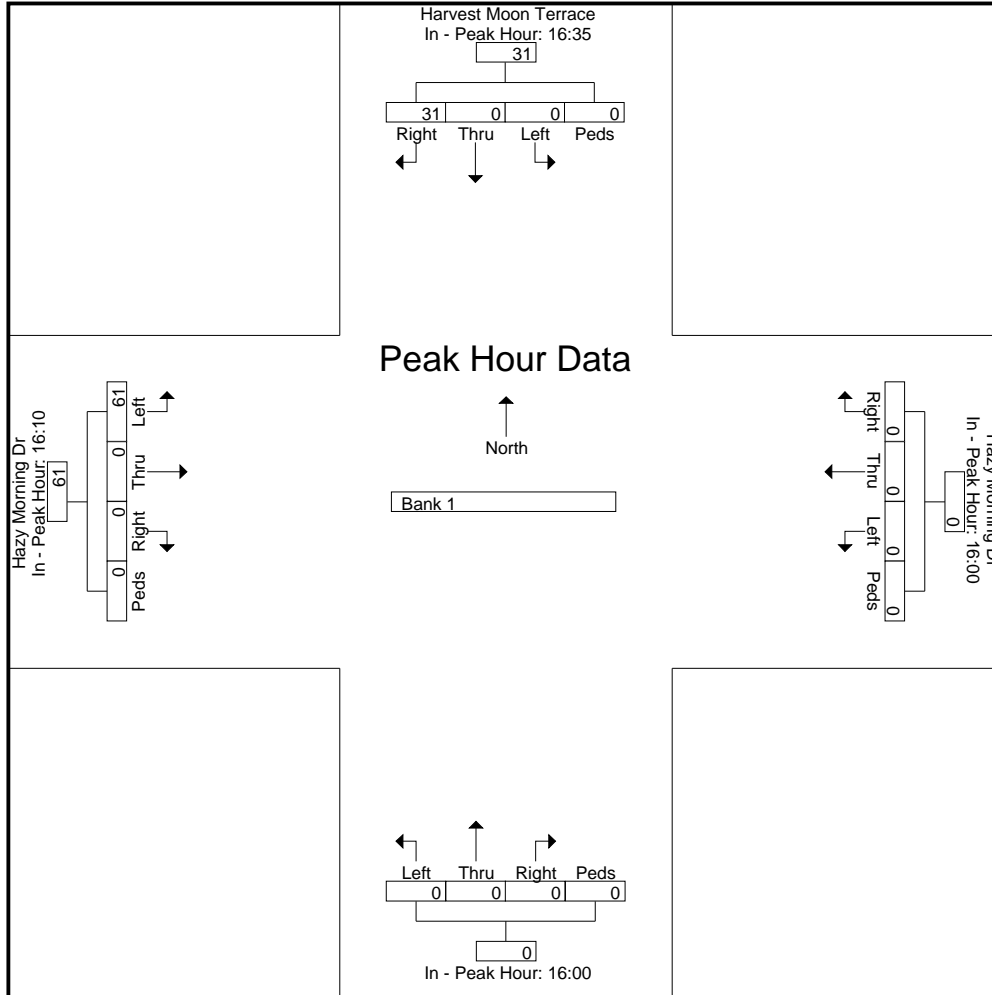 Harvest Moon Terrace
In - Peak Hour: 16:35
31
31 0 0 0
Right Thru Left Peds
Peak Hour Data
North
Bank 1
Hazy Morning Dr
In - Peak Hour: 16:10
61
61 0 0 0
Left Thru Right Peds
Hazy Morning Dr
In - Peak Hour: 16:00
0
0 0 0 0
Right Thru Left Peds
Left Thru Right Peds
0 0 0 0
0
In - Peak Hour: 16:00